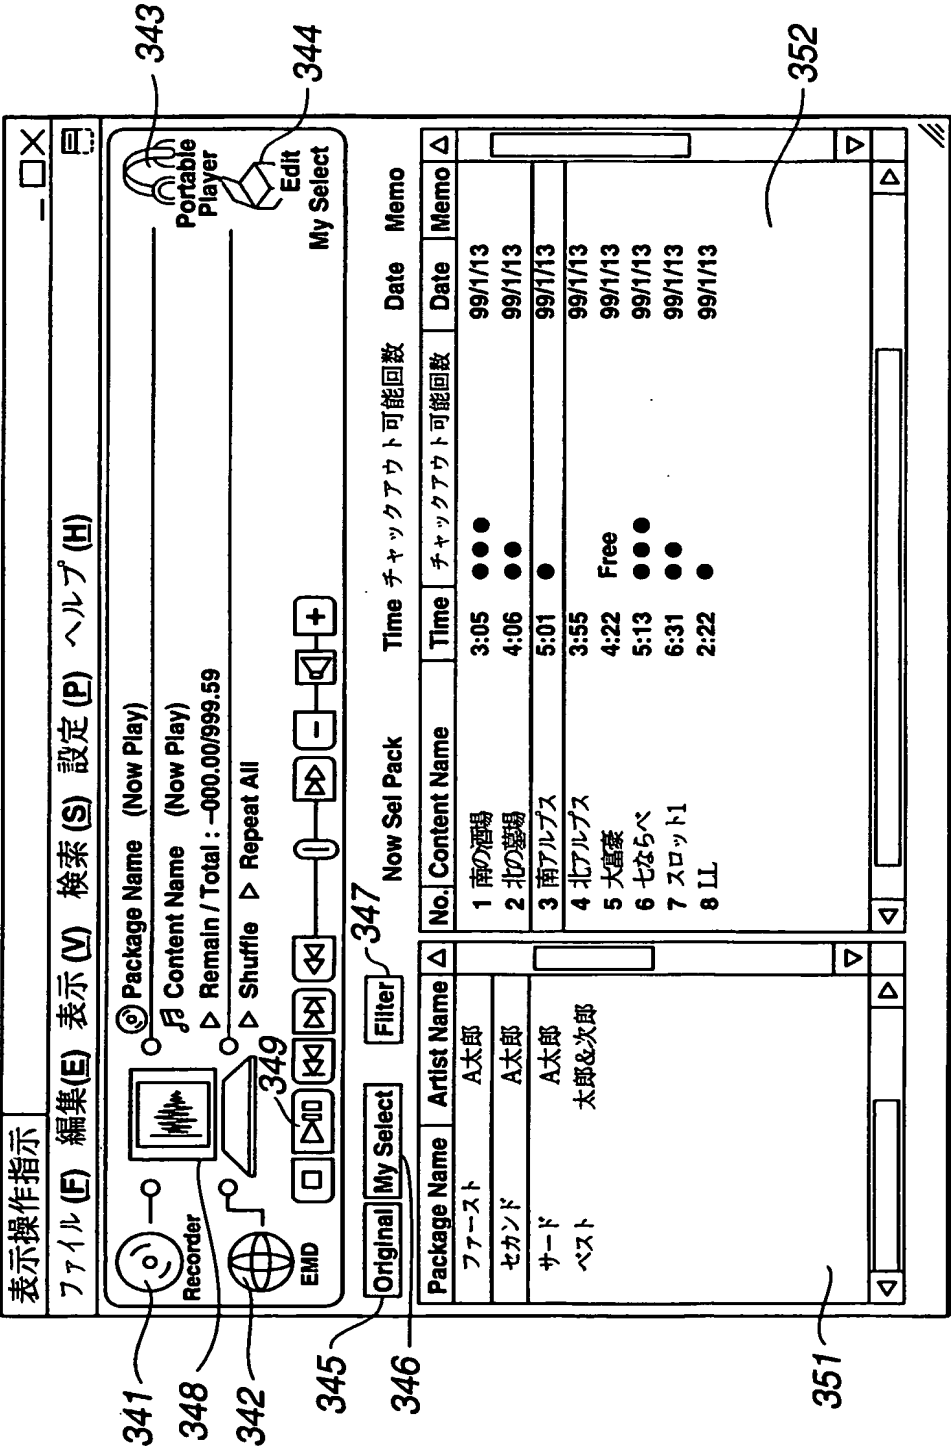 表示操作指示
ファイル (F) 編集(E) 表示 (V) 検索 (S) 設定 (P) ヘルプ (H)
341
348
342
345
346
351
343
344
352
349
347
Recorder
EMD
Package Name (Now Play)
Content Name (Now Play)
▷ Remain / Total : –000.00/999.59
▷ Shuffle ▷ Repeat All
Portable
Player
Edit
My Select
Original My Select Filter
Now Sel Pack Time チャックアウト可能回数 Date Memo
Package Name Artist Name
ファースト A太郎
セカンド A太郎
サード A太郎
ベスト 太郎&次郎
No. Content Name Time チャックアウト可能回数 Date Memo
1 南の酒場 3:05 ●●● 99/1/13
2 北の墓場 4:06 ●● 99/1/13
3 南アルプス 5:01 ● 99/1/13
4 北アルプス 3:55 99/1/13
5 大富豪 4:22 Free 99/1/13
6 七ならべ 5:13 ●●● 99/1/13
7 スロット1 6:31 ●● 99/1/13
8 LL 2:22 ● 99/1/13